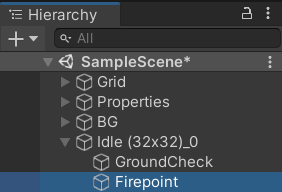 Hierarchy
All
SampleScene*
Grid
Properties
BG
Idle (32x32)_0
GroundCheck
Firepoint